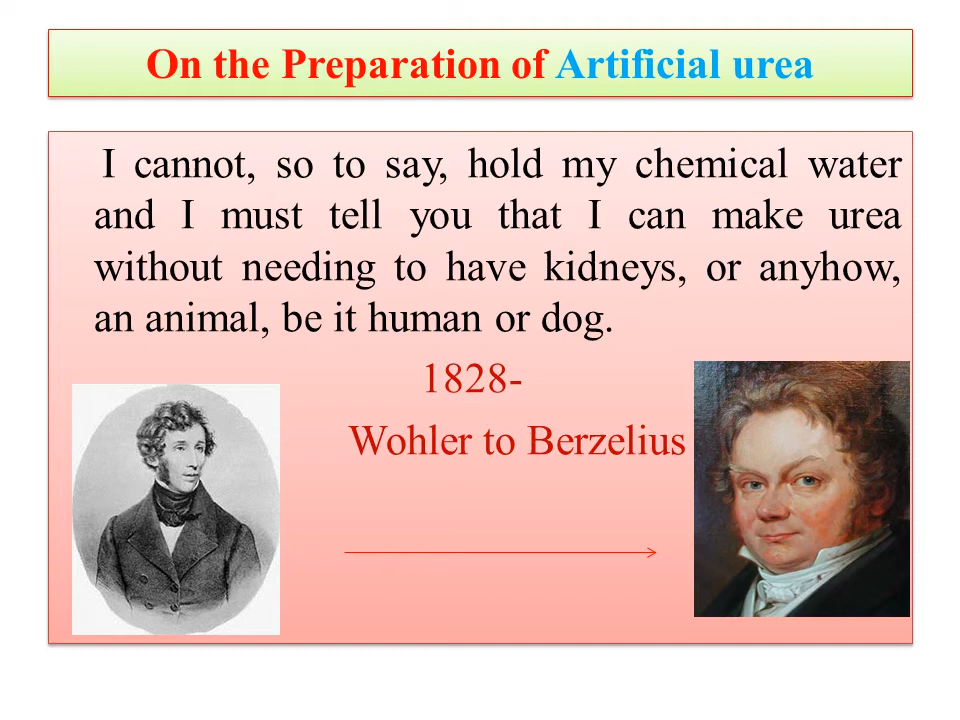 On the Preparation of Artificial urea
I cannot, so to say, hold my chemical water
and I must tell you that I can make urea
without needing to have kidneys, or anyhow,
an animal, be it human or dog.
1828-
Wohler to Berzelius